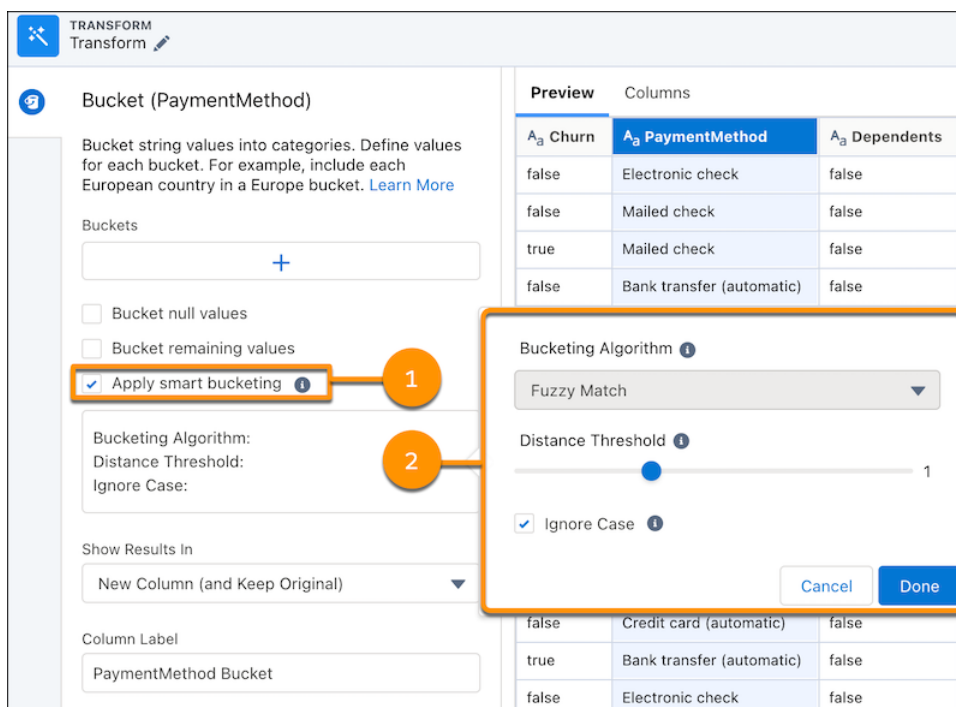 TRANSFORM
Transform
Bucket (PaymentMethod)
Bucket string values into categories. Define values
for each bucket. For example, include each
European country in a Europe bucket. Learn More
Buckets
+
Bucket null values
Bucket remaining values
Apply smart bucketing
1
Bucketing Algorithm:
Distance Threshold:
Ignore Case:
2
Show Results In
New Column (and Keep Original)
Column Label
PaymentMethod Bucket
Preview Columns
Aa Churn Aa PaymentMethod Aa Dependents
false Electronic check false
false Mailed check false
true Mailed check false
false Bank transfer (automatic) false
Bucketing Algorithm
Fuzzy Match
Distance Threshold
1
Ignore Case
Cancel Done
false Credit card (automatic) false
true Bank transfer (automatic) false
false Electronic check false